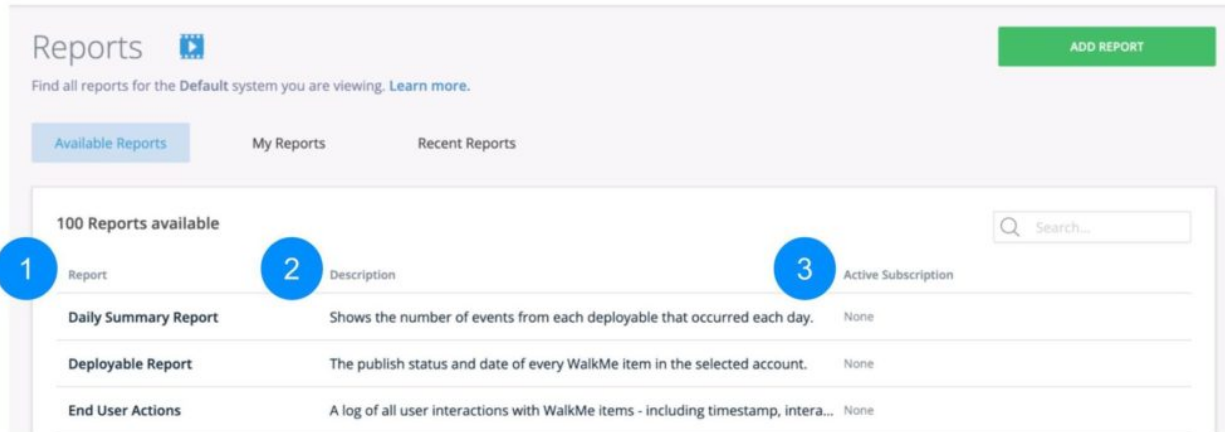 Reports
ADD REPORT
Find all reports for the Default system you are viewing. Learn more.
Available Reports My Reports Recent Reports
100 Reports available
Search...
1 Report 2 Description 3 Active Subscription
Daily Summary Report Shows the number of events from each deployable that occurred each day. None
Deployable Report The publish status and date of every WalkMe item in the selected account. None
End User Actions A log of all user interactions with WalkMe items - including timestamp, intera... None